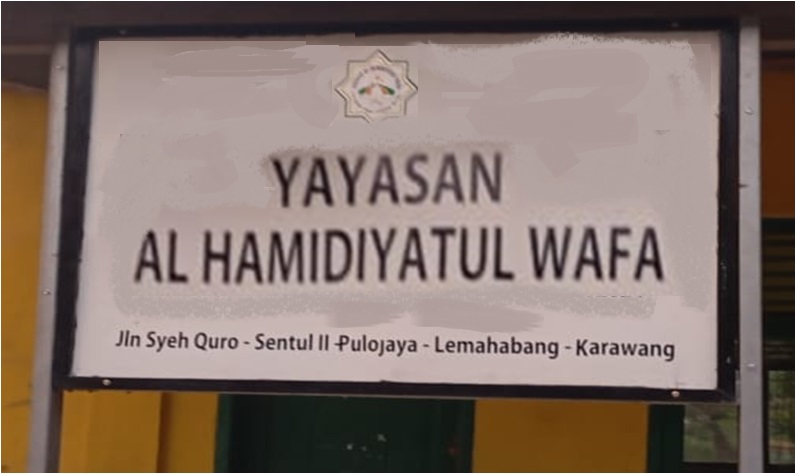 YAYASAN
AL HAMIDIYATUL WAFA
Jln Syeh Quro - Sentul II -Pulojaya - Lemahabang - Karawang